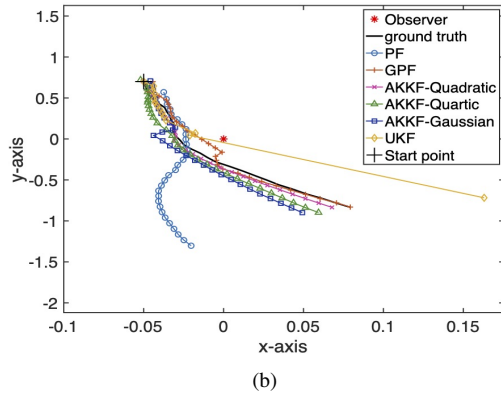 1.5
1
0.5
0
-0.5
-1
-1.5
-2
y-axis
Observer
ground truth
PF
GPF
AKKF-Quadratic
AKKF-Quartic
AKKF-Gaussian
UKF
Start point
-0.1 -0.05 0 0.05 0.1 0.15
x-axis
(b)